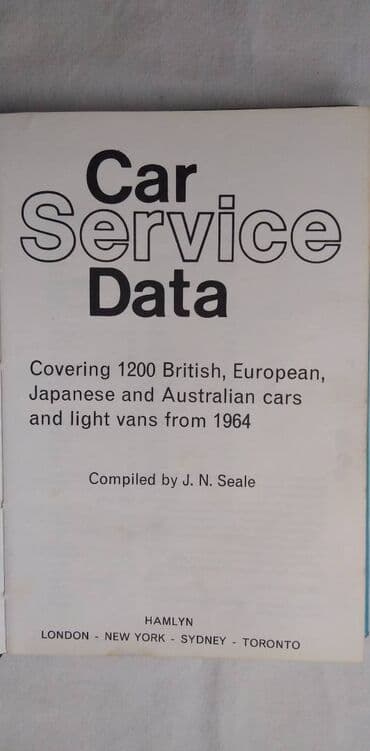 Car
Service
Data
Covering 1200 British, European,
Japanese and Australian cars
and light vans from 1964
Compiled by J. N. Seale
HAMLYN
LONDON - NEW YORK - SYDNEY - TORONTO